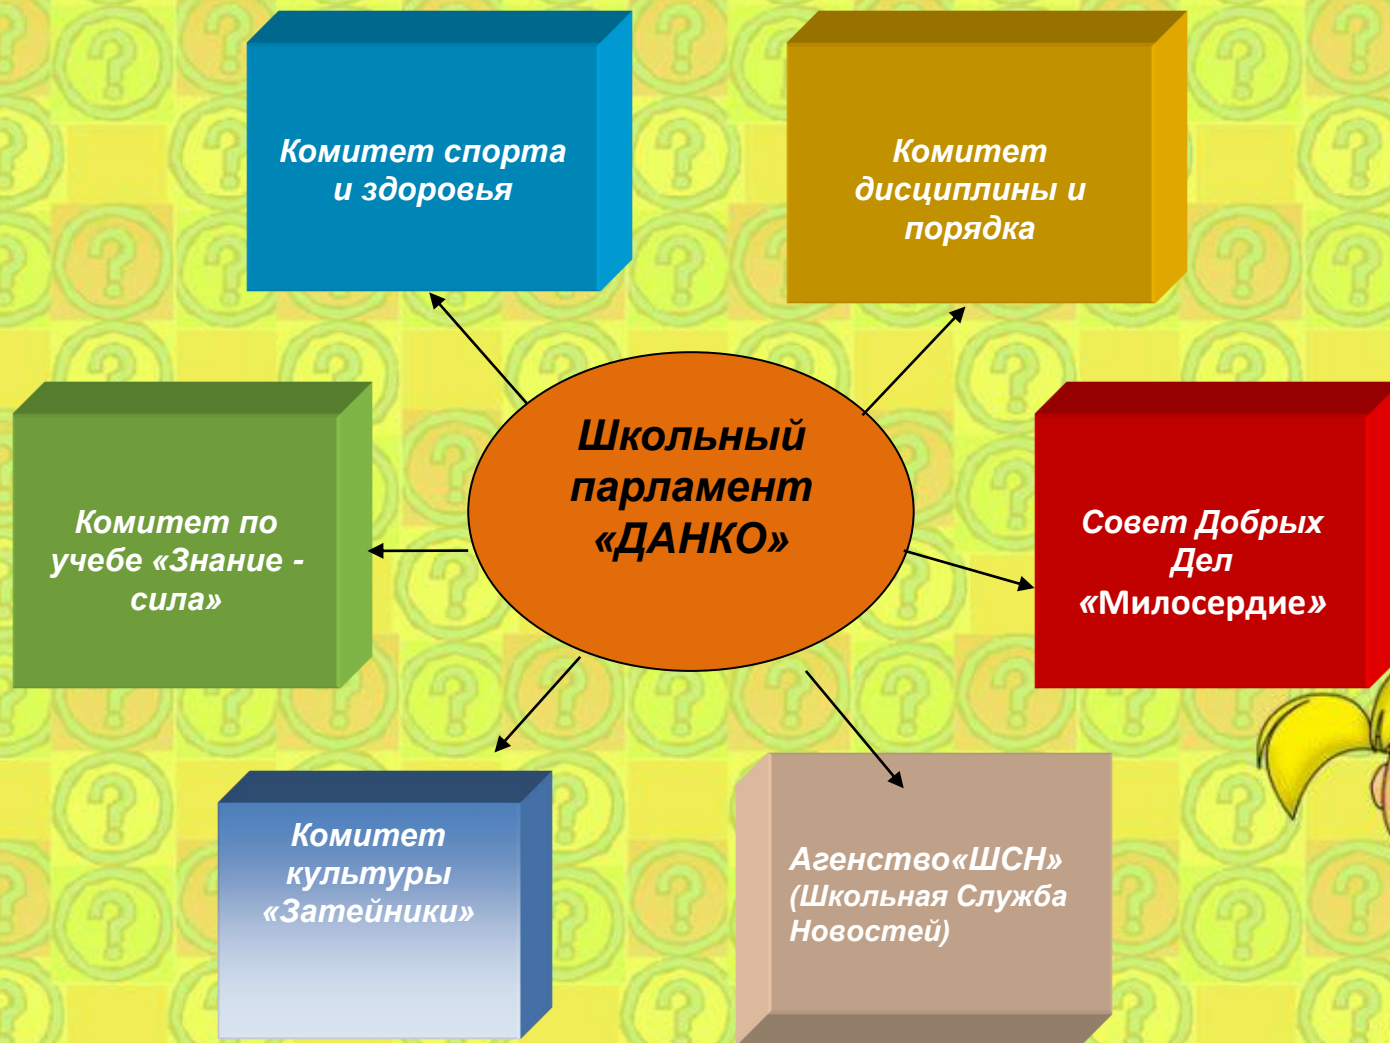 Комитет спорта
и здоровья
Комитет
дисциплины и
порядка
Школьный
парламент
«ДАНКО»
Комитет по
учебе «Знание -
сила»
Совет Добрых
Дел
«Милосердие»
Комитет
культуры
«Затейники»
Агенство«ШСН»
(Школьная Служба
Новостей)